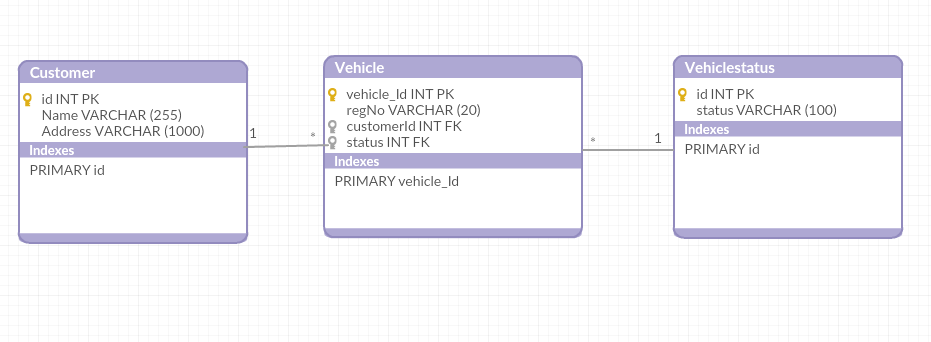 Customer
id INT PK
Name VARCHAR (255)
Address VARCHAR (1000)
Indexes
PRIMARY id
1
*
Vehicle
vehicle_Id INT PK
regNo VARCHAR (20)
customerId INT FK
status INT FK
Indexes
PRIMARY vehicle_Id
*
1
Vehiclestatus
id INT PK
status VARCHAR (100)
Indexes
PRIMARY id